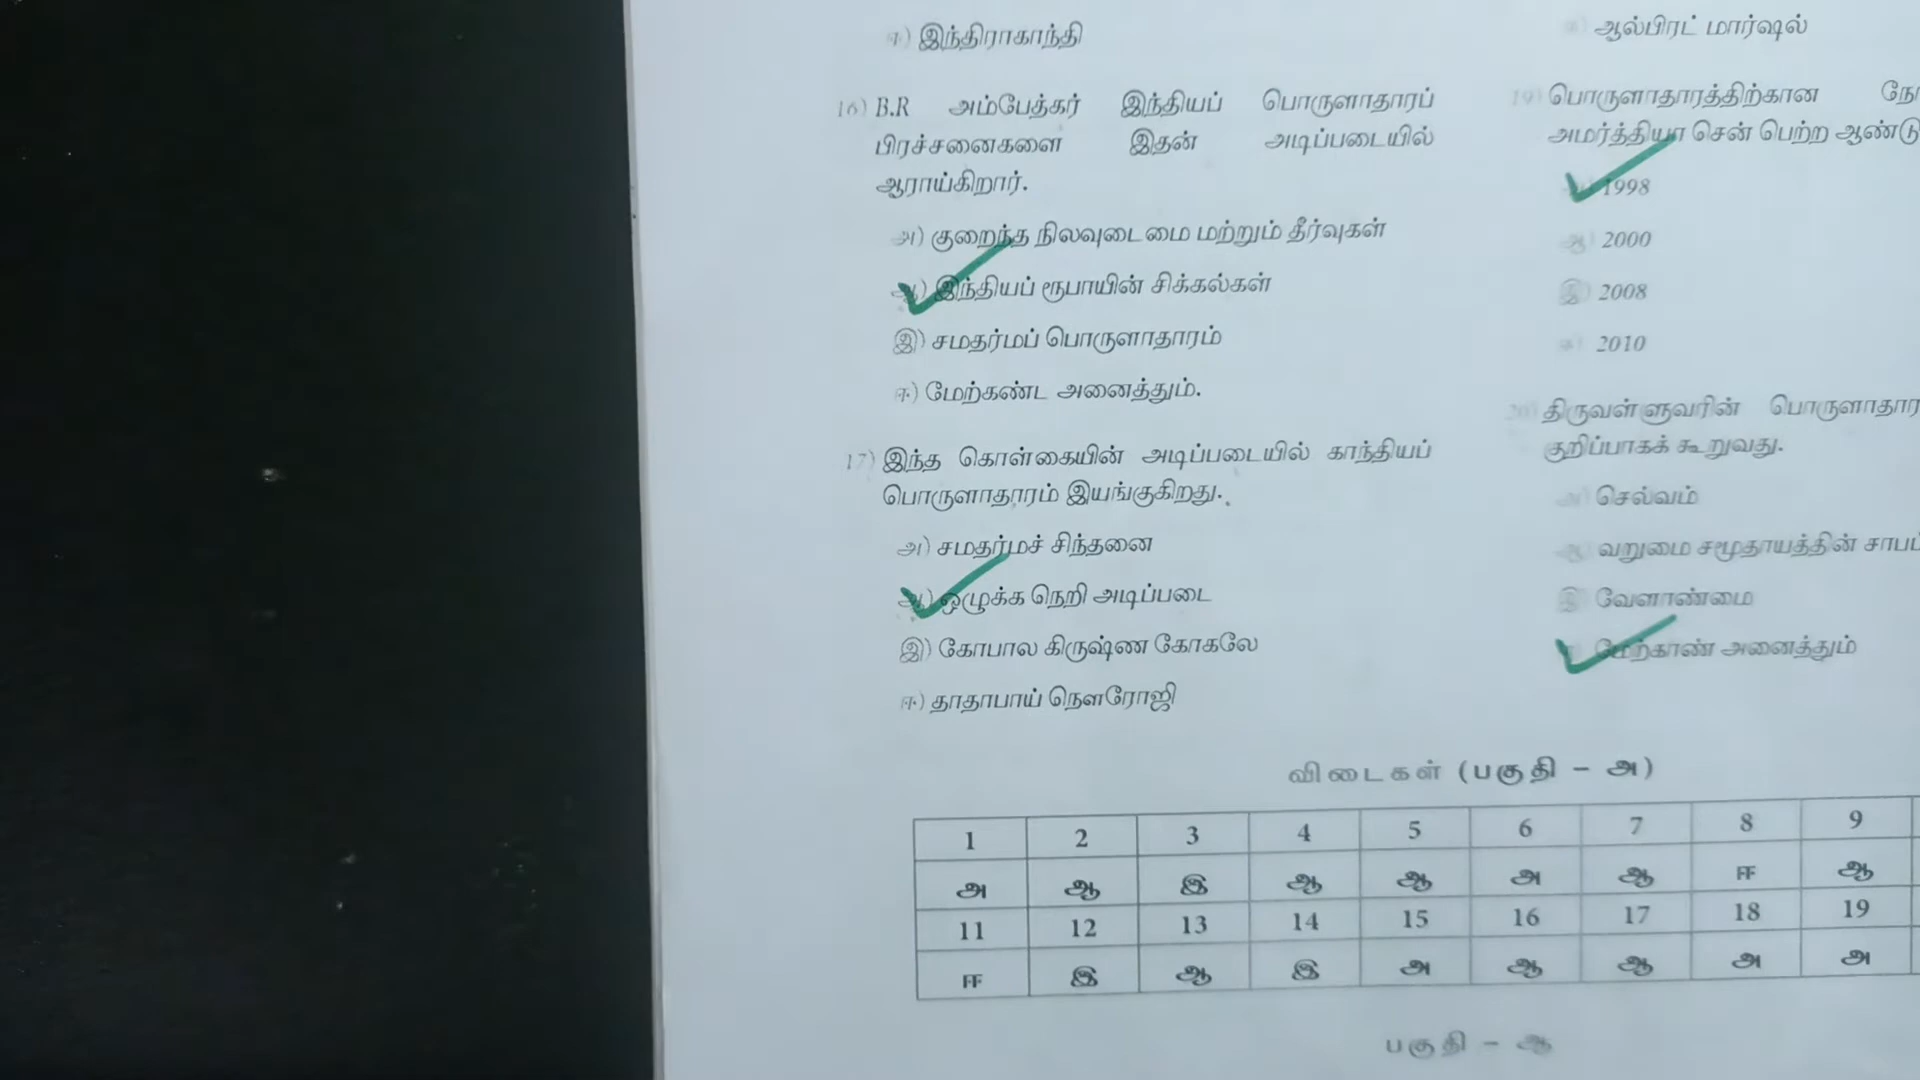 ஈ) இந்திராகாந்தி
16) B.R அம்பேத்கர் இந்தியப் பொருளாதாரப்
பிரச்சனைகளை இதன் அடிப்படையில்
ஆராய்கிறார்.
அ) குறைந்த நிலவுடைமை மற்றும் தீர்வுகள்
ஆ) இந்தியப் ரூபாயின் சிக்கல்கள்
இ) சமதர்மப் பொருளாதாரம்
ஈ) மேற்கண்ட அனைத்தும்.
17) இந்த கொள்கையின் அடிப்படையில் காந்தியப்
பொருளாதாரம் இயங்குகிறது.
அ) சமதர்மச் சிந்தனை
ஆ) ஒழுக்க நெறி அடிப்படை
இ) கோபால கிருஷ்ண கோகலே
ஈ) தாதாபாய் நௌரோஜி
ஆல்பிரட் மார்ஷல்
19) பொருளாதாரத்திற்கான
அமர்த்தியா சென் பெற்ற ஆண்டு
1998
ஆ) 2000
இ) 2008
2010
20) திருவள்ளுவரின் பொருளாதார
குறிப்பாகக் கூறுவது.
அ) செல்வம்
வறுமை சமூதாயத்தின்
இ) வேளாண்மை
மேற்காண் அனைத்தும்
விடைகள் (பகுதி – அ)
1 2 3 4 5 6 7 8 9
அ ஆ இ ஆ ஆ அ ஆ ஈ ஆ
11 12 13 14 15 16 17 18 19
ஈ இ ஆ இ அ ஆ ஆ அ அ
பகுதி – ஆ